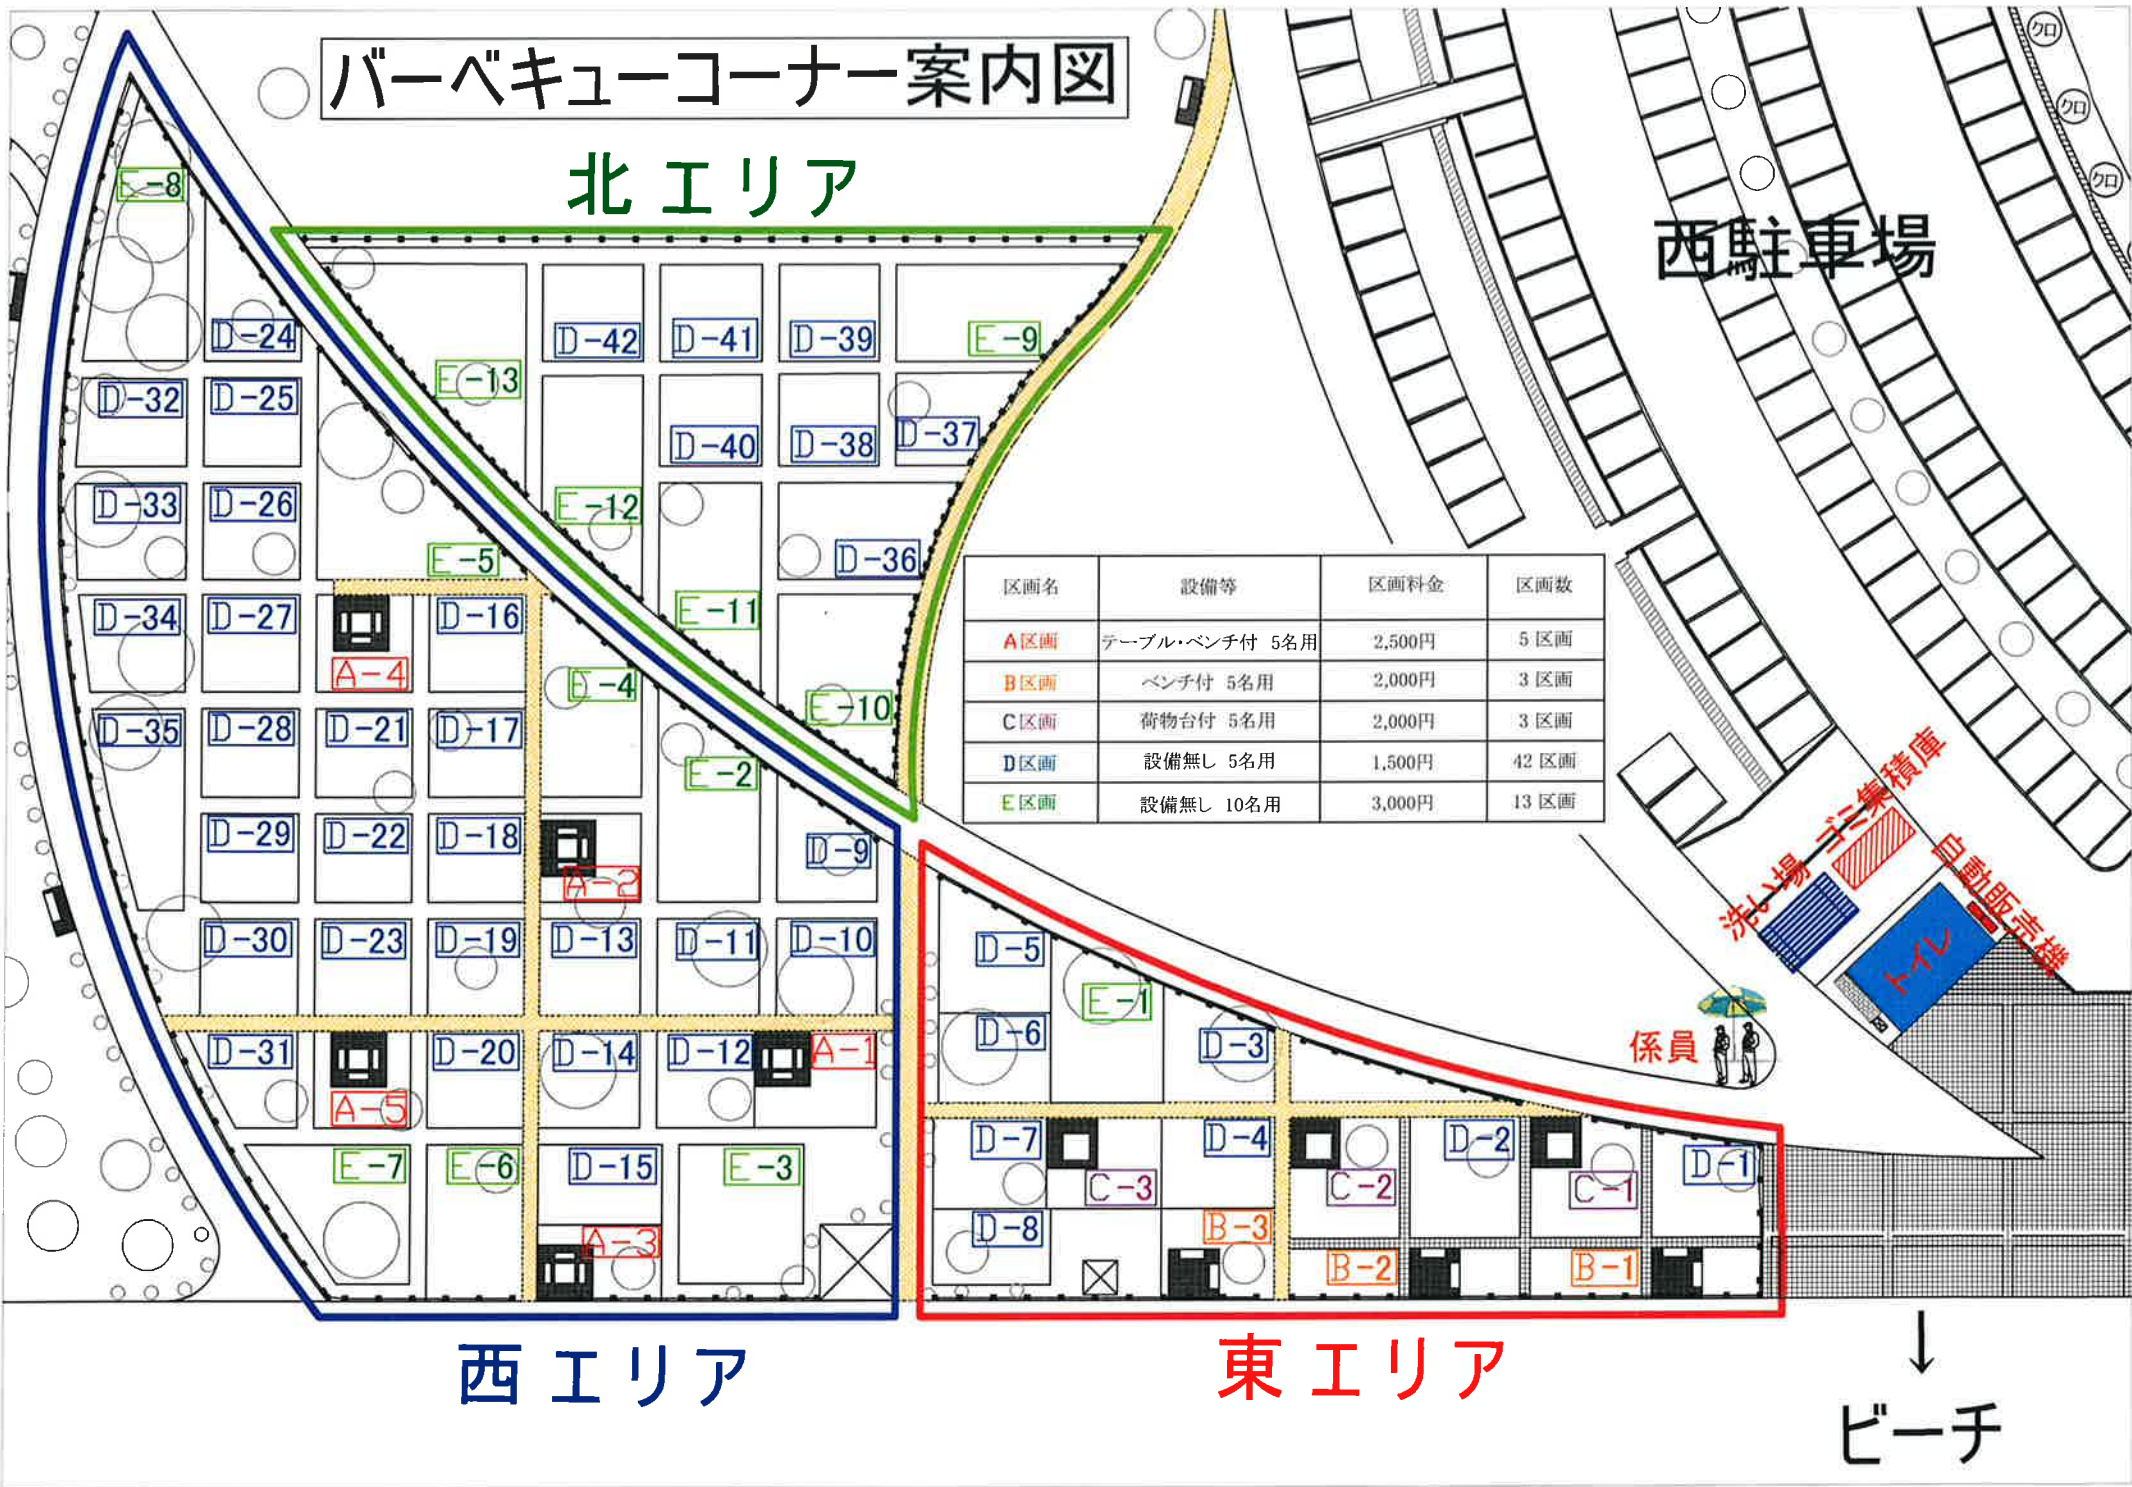 バーベキューコーナー案内図
北エリア
西駐車場
クロ
クロ
クロ
E-8
D-24
D-42
D-41
D-39
E-9
E-13
D-32
D-25
D-40
D-38
D-37
D-33
D-26
E-12
E-5
D-36
D-34
D-27
D-16
E-11
A-4
E-4
E-10
D-35
D-28
D-21
D-17
E-2
D-29
D-22
D-18
A-2
D-9
D-30
D-23
D-19
D-13
D-11
D-10
D-31
D-20
D-14
D-12
A-1
A-5
E-7
E-6
D-15
E-3
A-3
区画名 設備等 区画料金 区画数
A区画 テーブル・ベンチ付 5名用 2,500円 5 区画
B区画 ベンチ付 5名用 2,000円 3 区画
C区画 荷物台付 5名用 2,000円 3 区画
D区画 設備無し 5名用 1,500円 42 区画
E区画 設備無し 10名用 3,000円 13 区画
ゴミ集積庫
洗い場
自動販売機
トイレ
係員
D-5
E-1
D-6
D-3
D-7
D-4
D-2
D-1
C-3
C-2
C-1
D-8
B-3
B-2
B-1
西エリア
東エリア
↓
ビーチ